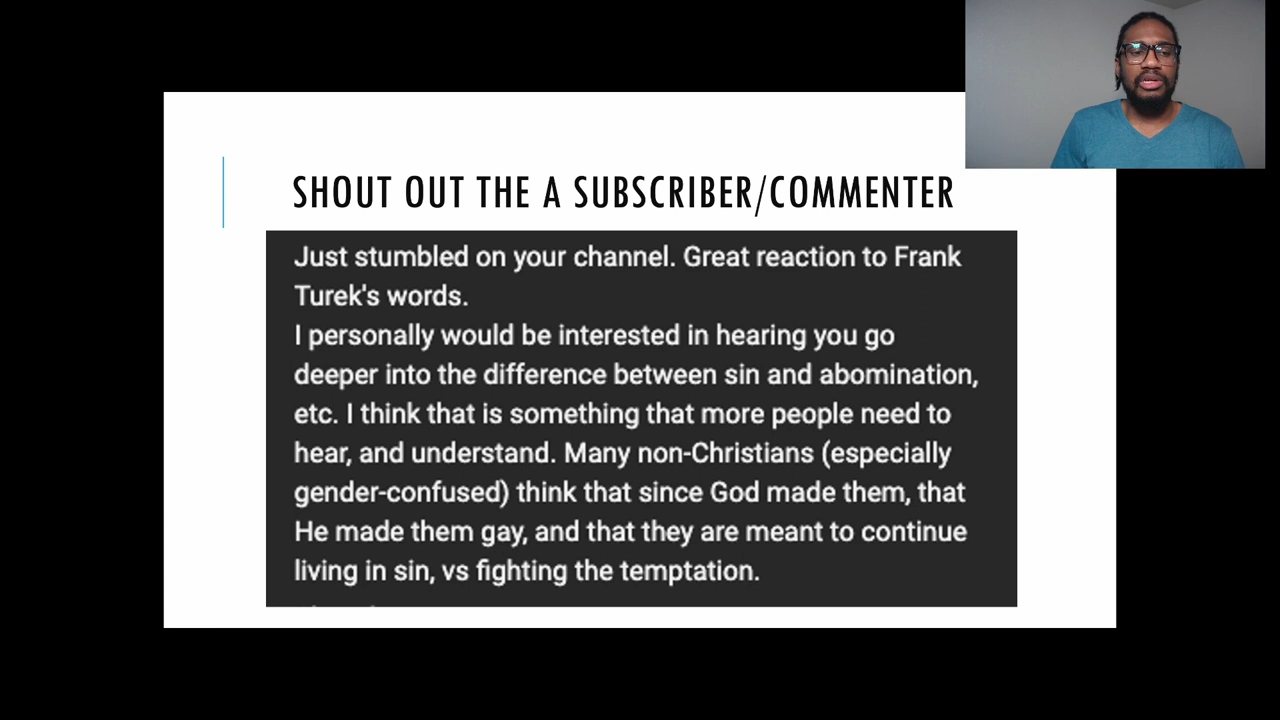 SHOUT OUT THE A SUBSCRIBER/COMMENTER
Just stumbled on your channel. Great reaction to Frank
Turek's words.
I personally would be interested in hearing you go
deeper into the difference between sin and abomination,
etc. I think that is something that more people need to
hear, and understand. Many non-Christians (especially
gender-confused) think that since God made them, that
He made them gay, and that they are meant to continue
living in sin, vs fighting the temptation.